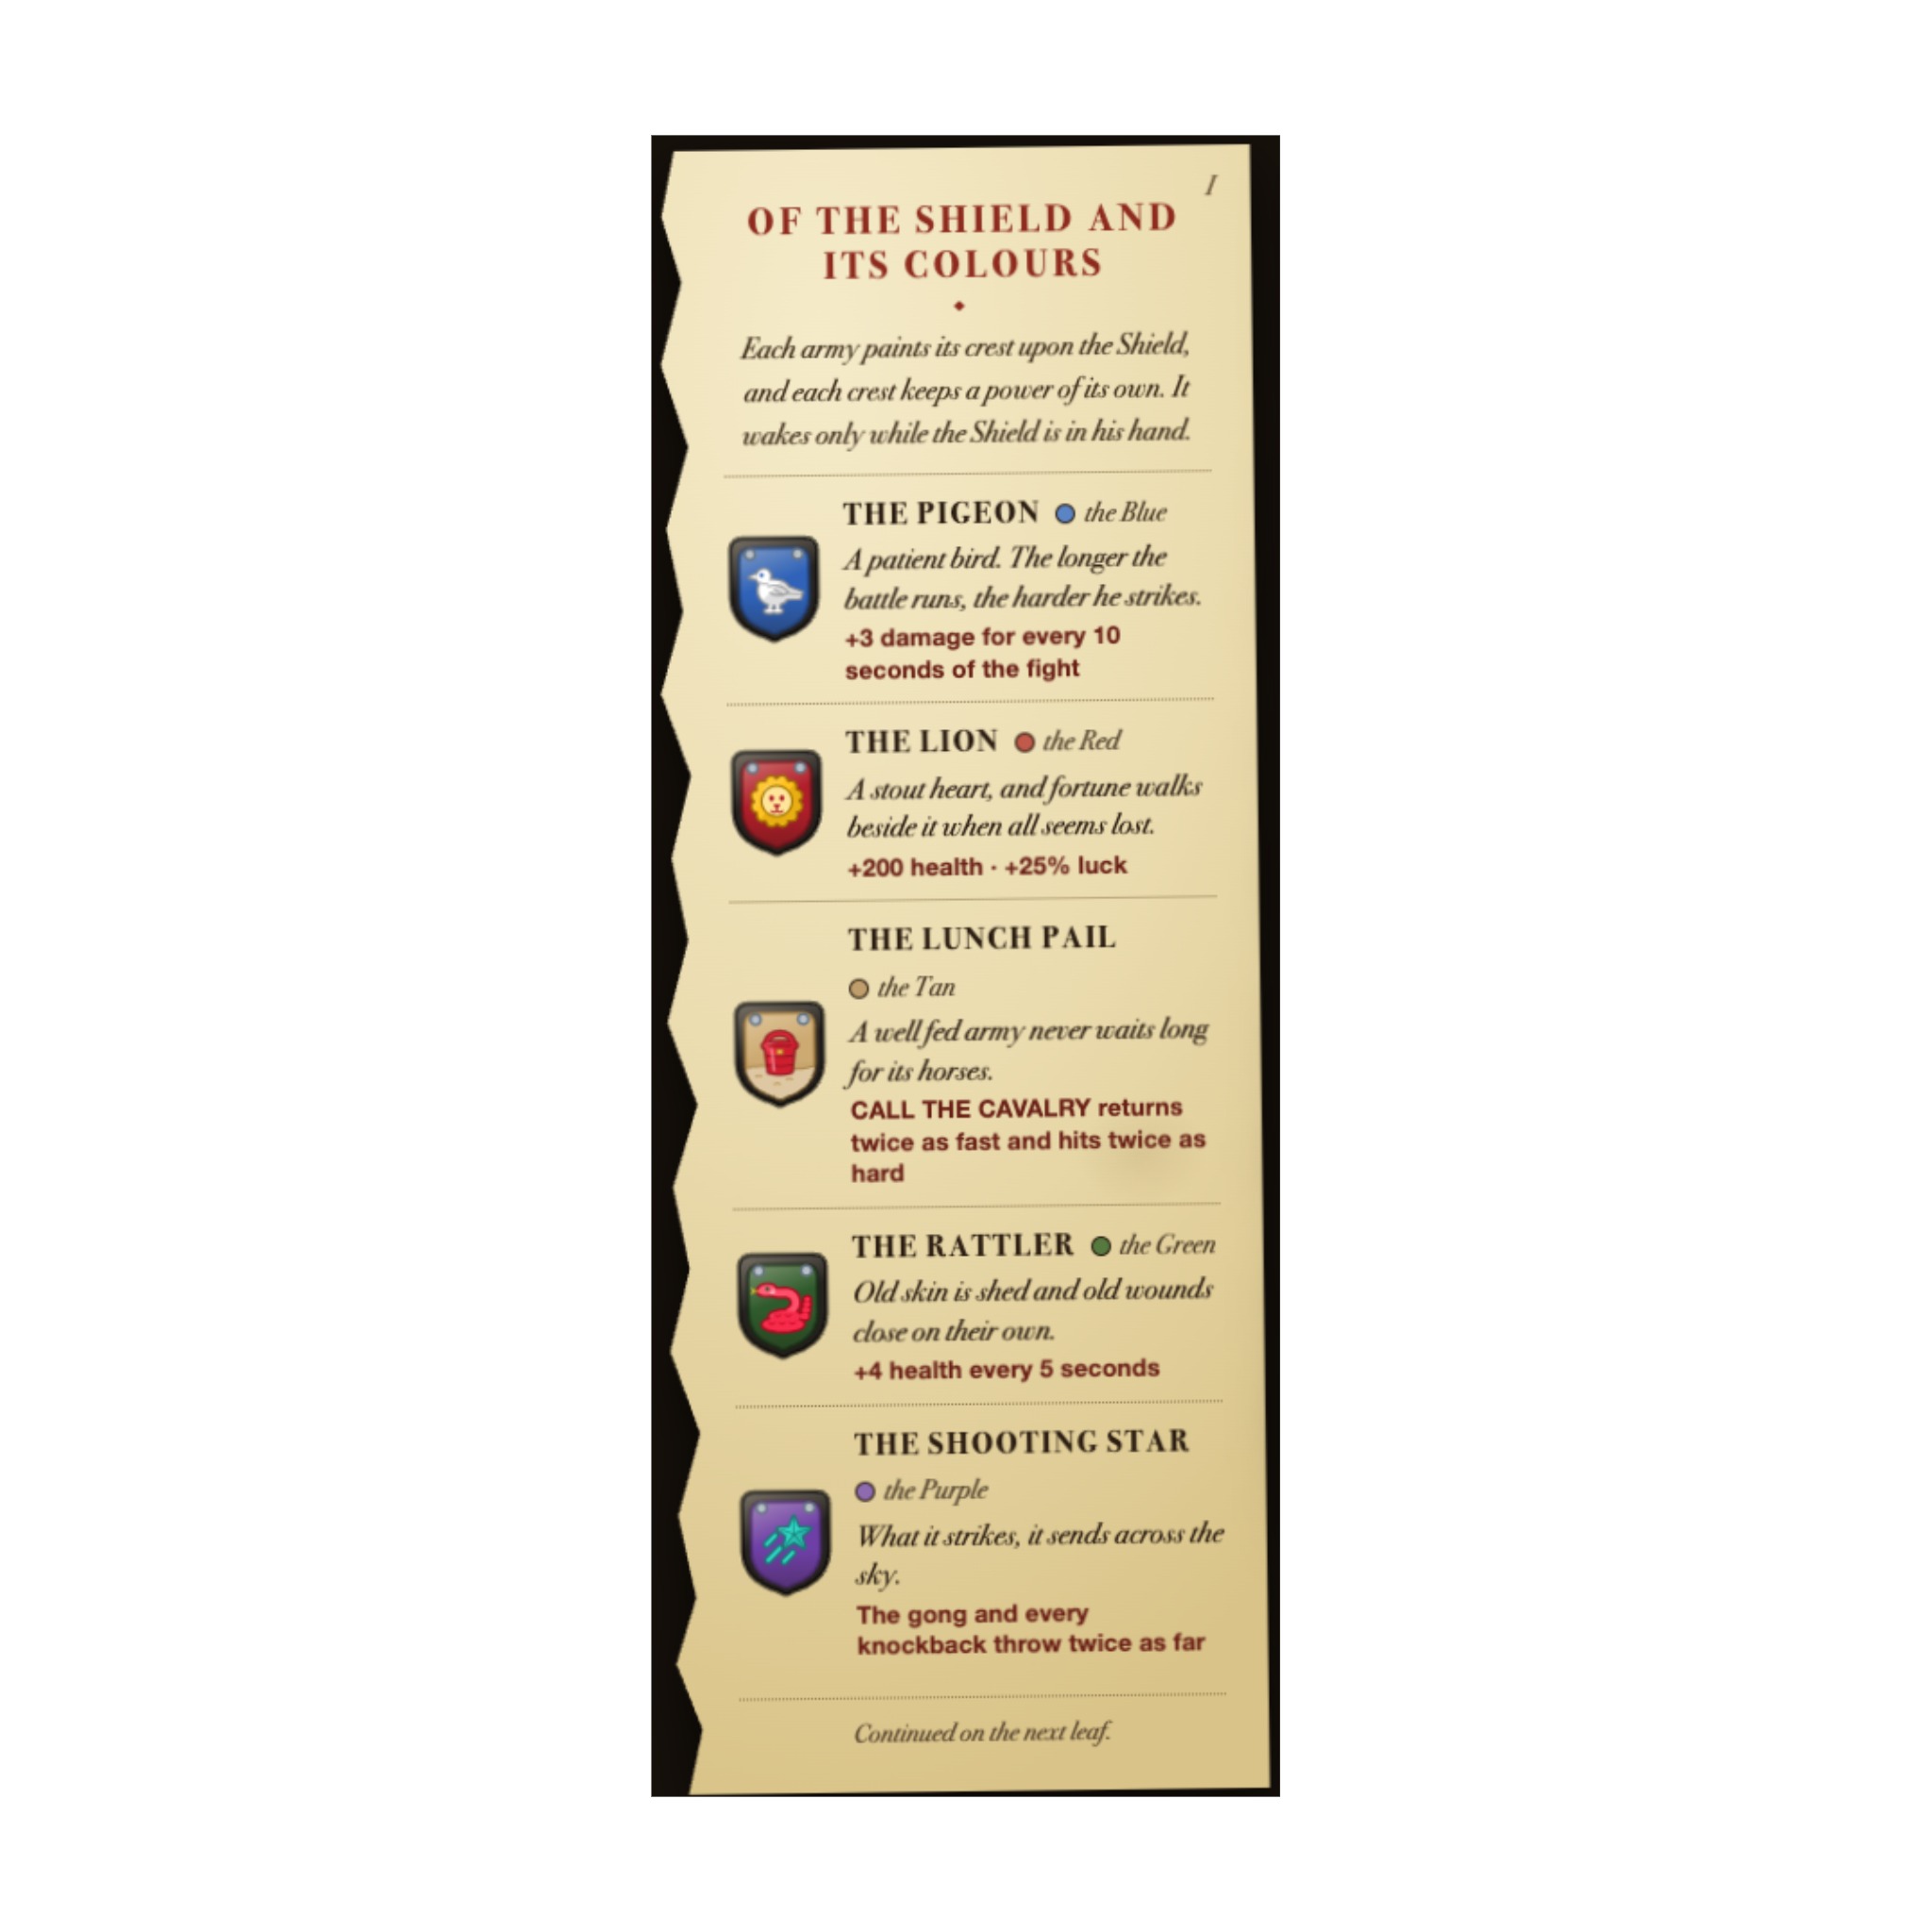 I
OF THE SHIELD AND
ITS COLOURS
Each army paints its crest upon the Shield,
and each crest keeps a power of its own. It
wakes only while the Shield is in his hand.
THE PIGEON the Blue
A patient bird. The longer the
battle runs, the harder he strikes.
+3 damage for every 10
seconds of the fight
THE LION the Red
A stout heart, and fortune walks
beside it when all seems lost.
+200 health · +25% luck
THE LUNCH PAIL
the Tan
A well fed army never waits long
for its horses.
CALL THE CAVALRY returns
twice as fast and hits twice as
hard
THE RATTLER the Green
Old skin is shed and old wounds
close on their own.
+4 health every 5 seconds
THE SHOOTING STAR
the Purple
What it strikes, it sends across the
sky.
The gong and every
knockback throw twice as far
Continued on the next leaf.